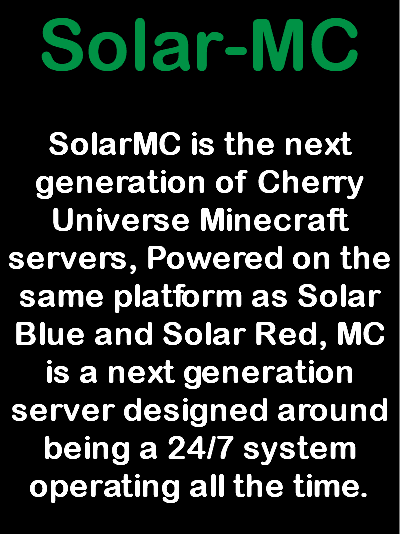 Solar-MC
SolarMC is the next
generation of Cherry
Universe Minecraft
servers, Powered on the
same platform as Solar
Blue and Solar Red, MC
is a next generation
server designed around
being a 24/7 system
operating all the time.